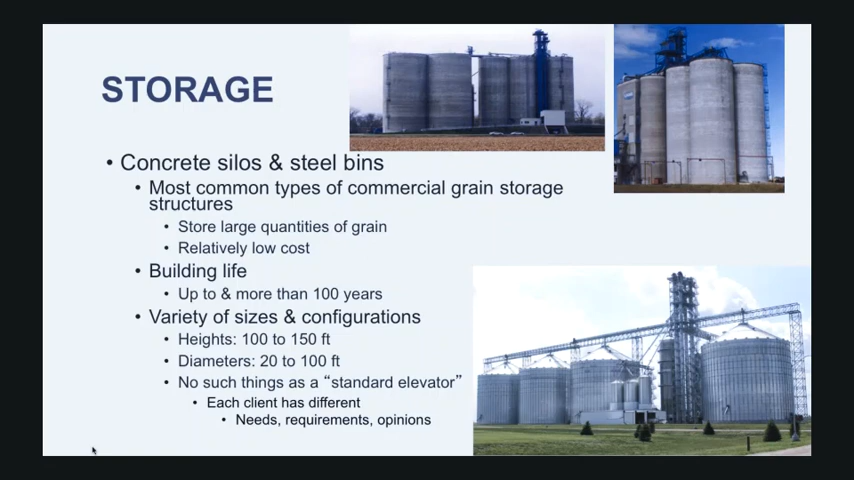 STORAGE
• Concrete silos & steel bins
• Most common types of commercial grain storage
structures
• Store large quantities of grain
• Relatively low cost
• Building life
• Up to & more than 100 years
• Variety of sizes & configurations
• Heights: 100 to 150 ft
• Diameters: 20 to 100 ft
• No such things as a “standard elevator”
• Each client has different
• Needs, requirements, opinions